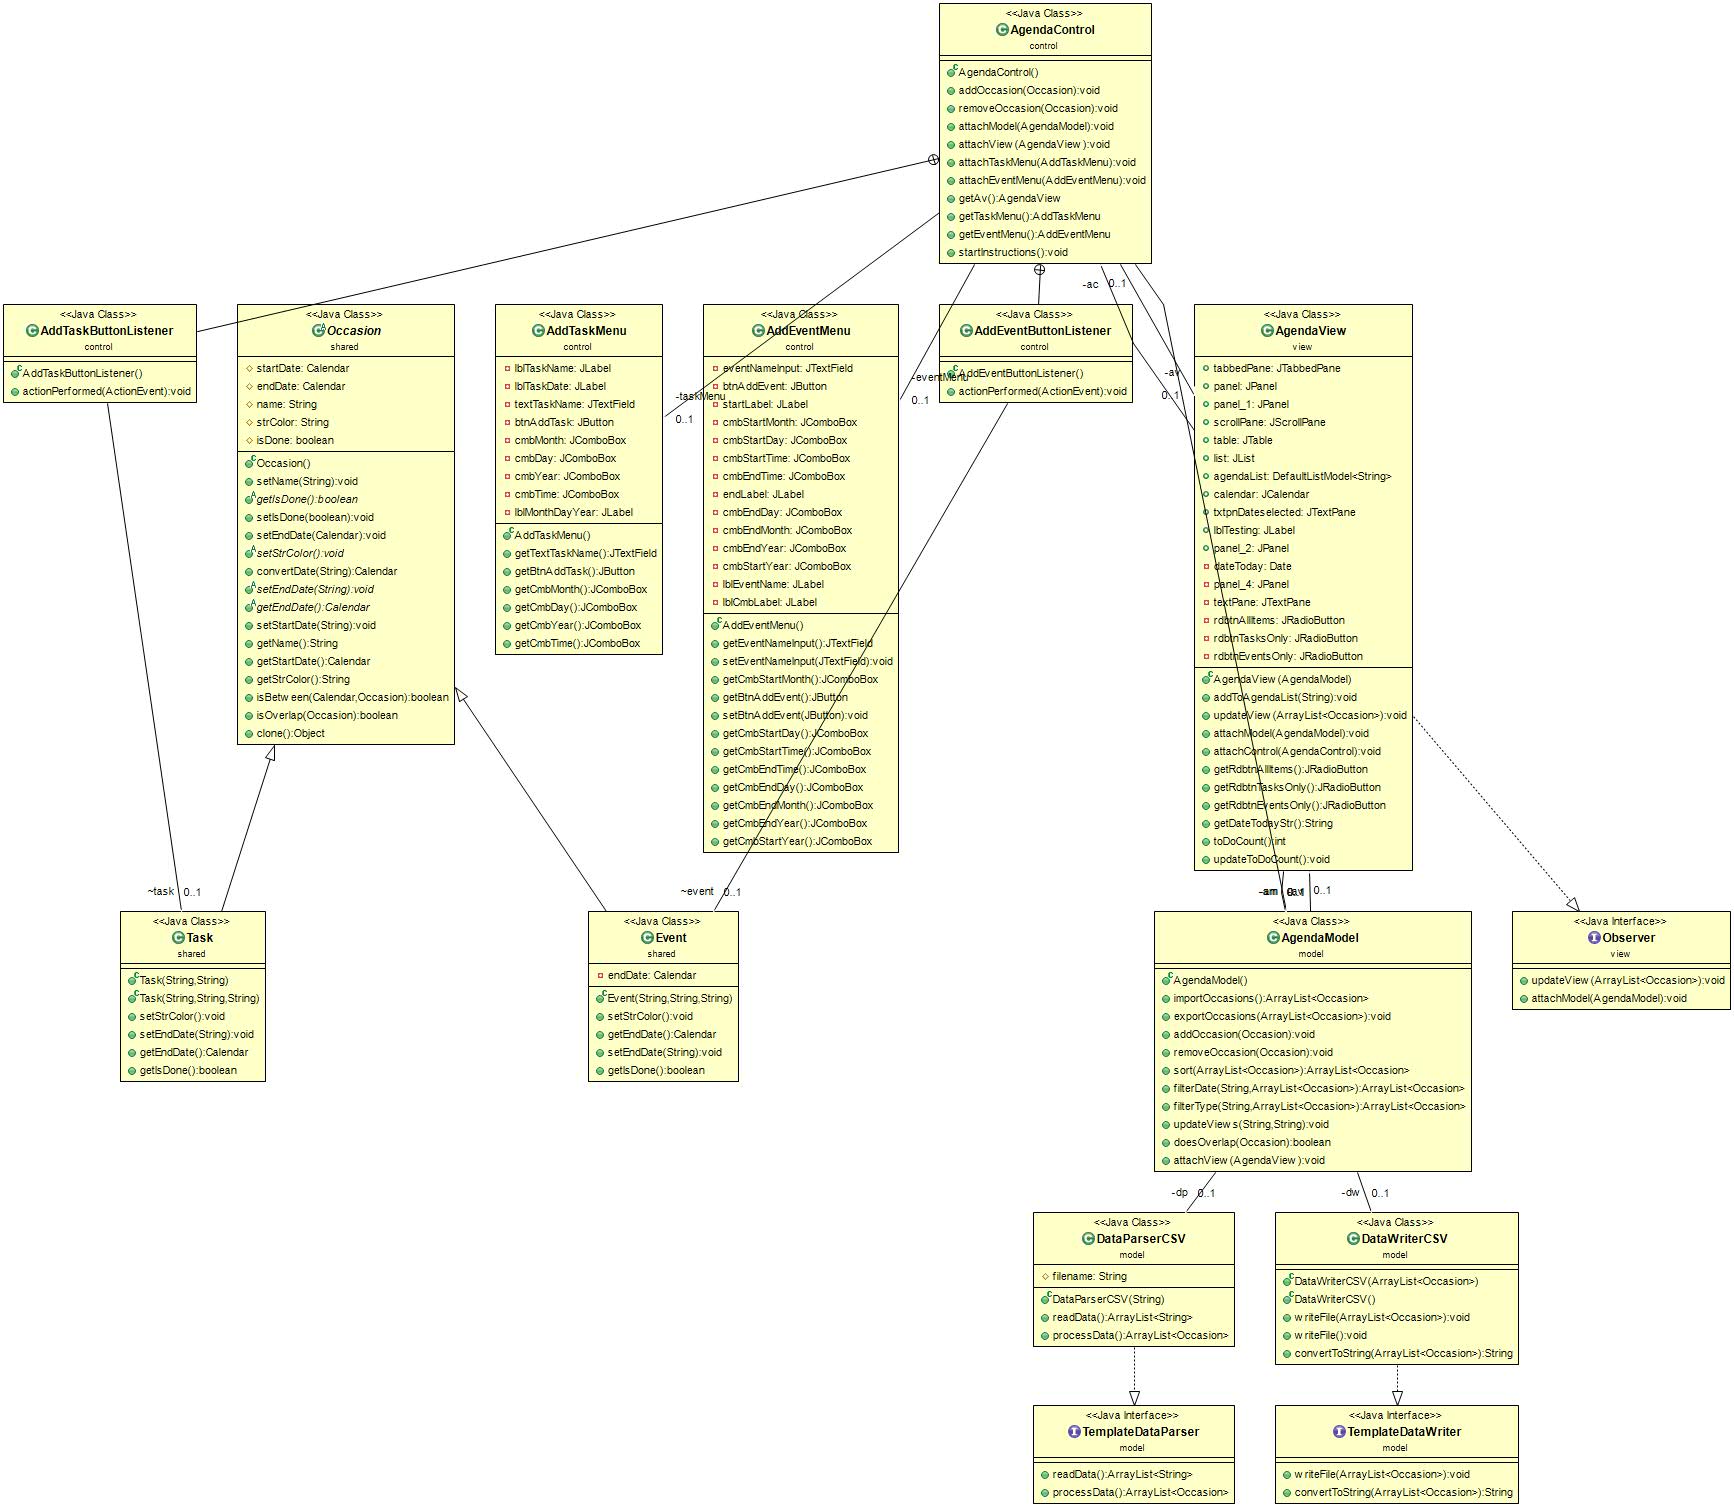 <<Java Class>>
AgendaControl
control
AgendaControl()
addOccasion(Occasion):void
removeOccasion(Occasion):void
attachModel(AgendaModel):void
attachView(AgendaView):void
attachTaskMenu(AddTaskMenu):void
attachEventMenu(AddEventMenu):void
getAv():AgendaView
getTaskMenu():AddTaskMenu
getEventMenu():AddEventMenu
startInstructions():void
-ac 0..1
<<Java Class>>
AddTaskButtonListener
control
AddTaskButtonListener()
actionPerformed(ActionEvent):void
<<Java Class>>
Occasion
shared
startDate: Calendar
endDate: Calendar
name: String
strColor: String
isDone: boolean
Occasion()
setName(String):void
getIsDone():boolean
setIsDone(boolean):void
setEndDate(Calendar):void
setStrColor():void
convertDate(String):Calendar
setEndDate(String):void
getEndDate():Calendar
setStartDate(String):void
getName():String
getStartDate():Calendar
getStrColor():String
isBetween(Calendar,Occasion):boolean
isOverlap(Occasion):boolean
clone():Object
<<Java Class>>
AddTaskMenu
control
lblTaskName: JLabel
lblTaskDate: JLabel
textTaskName: JTextField
btnAddTask: JButton
cmbMonth: JComboBox
cmbDay: JComboBox
cmbYear: JComboBox
cmbTime: JComboBox
lblMonthDayYear: JLabel
AddTaskMenu()
getTextTaskName():JTextField
getBtnAddTask():JButton
getCmbMonth():JComboBox
getCmbDay():JComboBox
getCmbYear():JComboBox
getCmbTime():JComboBox
-taskMenu
0..1
<<Java Class>>
AddEventMenu
control
eventNameInput: JTextField
btnAddEvent: JButton
startLabel: JLabel
cmbStartMonth: JComboBox
cmbStartDay: JComboBox
cmbStartTime: JComboBox
cmbEndTime: JComboBox
endLabel: JLabel
cmbEndDay: JComboBox
cmbEndMonth: JComboBox
cmbEndYear: JComboBox
cmbStartYear: JComboBox
lblEventName: JLabel
lblCmbLabel: JLabel
AddEventMenu()
getEventNameInput():JTextField
setEventNameInput(JTextField):void
getCmbStartMonth():JComboBox
getBtnAddEvent():JButton
setBtnAddEvent(JButton):void
getCmbStartDay():JComboBox
getCmbStartTime():JComboBox
getCmbEndTime():JComboBox
getCmbEndDay():JComboBox
getCmbEndMonth():JComboBox
getCmbEndYear():JComboBox
getCmbStartYear():JComboBox
-eventMenu
0..1
<<Java Class>>
AddEventButtonListener
control
AddEventButtonListener()
actionPerformed(ActionEvent):void
-av
0..1
<<Java Class>>
AgendaView
view
tabbedPane: JTabbedPane
panel: JPanel
panel_1: JPanel
scrollPane: JScrollPane
table: JTable
list: JList
agendaList: DefaultListModel<String>
calendar: JCalendar
txtpnDateselected: JTextPane
lblTesting: JLabel
panel_2: JPanel
dateToday: Date
panel_4: JPanel
textPane: JTextPane
rdbtnAllItems: JRadioButton
rdbtnTasksOnly: JRadioButton
rdbtnEventsOnly: JRadioButton
AgendaView(AgendaModel)
addToAgendaList(String):void
updateView(ArrayList<Occasion>):void
attachModel(AgendaModel):void
attachControl(AgendaControl):void
getRdbtnAllItems():JRadioButton
getRdbtnTasksOnly():JRadioButton
getRdbtnEventsOnly():JRadioButton
getDateTodayStr():String
toDoCount():int
updateToDoCount():void
~task 0..1
~event 0..1
-am 0..1 0..1
<<Java Class>>
Task
shared
Task(String,String)
Task(String,String,String)
setStrColor():void
setEndDate(String):void
getEndDate():Calendar
getIsDone():boolean
<<Java Class>>
Event
shared
endDate: Calendar
Event(String,String,String)
setStrColor():void
getEndDate():Calendar
setEndDate(String):void
getIsDone():boolean
<<Java Class>>
AgendaModel
model
AgendaModel()
importOccasions():ArrayList<Occasion>
exportOccasions(ArrayList<Occasion>):void
addOccasion(Occasion):void
removeOccasion(Occasion):void
sort(ArrayList<Occasion>):ArrayList<Occasion>
filterDate(String,ArrayList<Occasion>):ArrayList<Occasion>
filterType(String,ArrayList<Occasion>):ArrayList<Occasion>
updateViews(String,String):void
doesOverlap(Occasion):boolean
attachView(AgendaView):void
<<Java Interface>>
Observer
view
updateView(ArrayList<Occasion>):void
attachModel(AgendaModel):void
-dp 0..1
-dw 0..1
<<Java Class>>
DataParserCSV
model
filename: String
DataParserCSV(String)
readData():ArrayList<String>
processData():ArrayList<Occasion>
<<Java Class>>
DataWriterCSV
model
DataWriterCSV(ArrayList<Occasion>)
DataWriterCSV()
writeFile(ArrayList<Occasion>):void
writeFile():void
convertToString(ArrayList<Occasion>):String
<<Java Interface>>
TemplateDataParser
model
readData():ArrayList<String>
processData():ArrayList<Occasion>
<<Java Interface>>
TemplateDataWriter
model
writeFile(ArrayList<Occasion>):void
convertToString(ArrayList<Occasion>):String